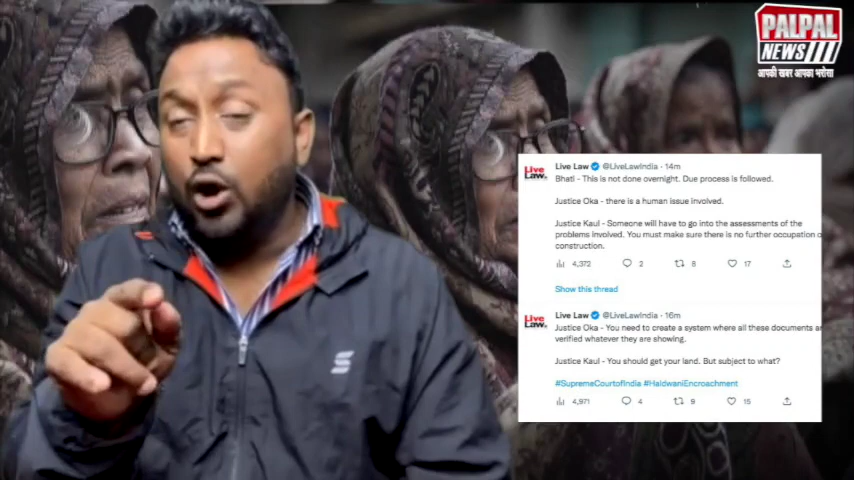 PALPAL
NEWS
आपकी खबर आपका भरोसा
Live Law @LiveLawIndia · 14m
Live Law.
Bhati - This is not done overnight. Due process is followed.
Justice Oka - there is a human issue involved.
Justice Kaul - Someone will have to go into the assessments of the
problems involved. You must make sure there is no further occupation o
construction.
4,372 2 8 17
Show this thread
Live Law @LiveLawIndia · 16m
Live Law.
Justice Oka - You need to create a system where all these documents ar
verified whatever they are showing.
Justice Kaul - You should get your land. But subject to what?
#SupremeCourtofIndia #HaldwaniEncroachment
4,971 4 9 15